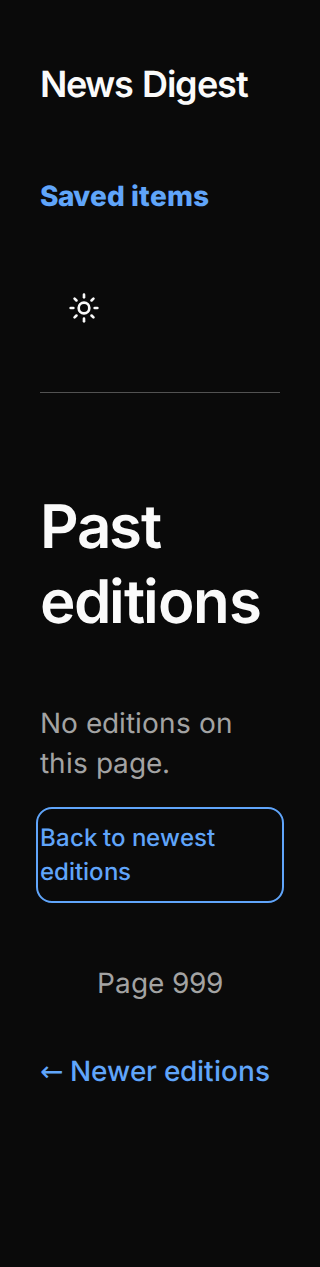 News Digest
Saved items
Past
editions
No editions on
this page.
Back to newest
editions
Page 999
← Newer editions